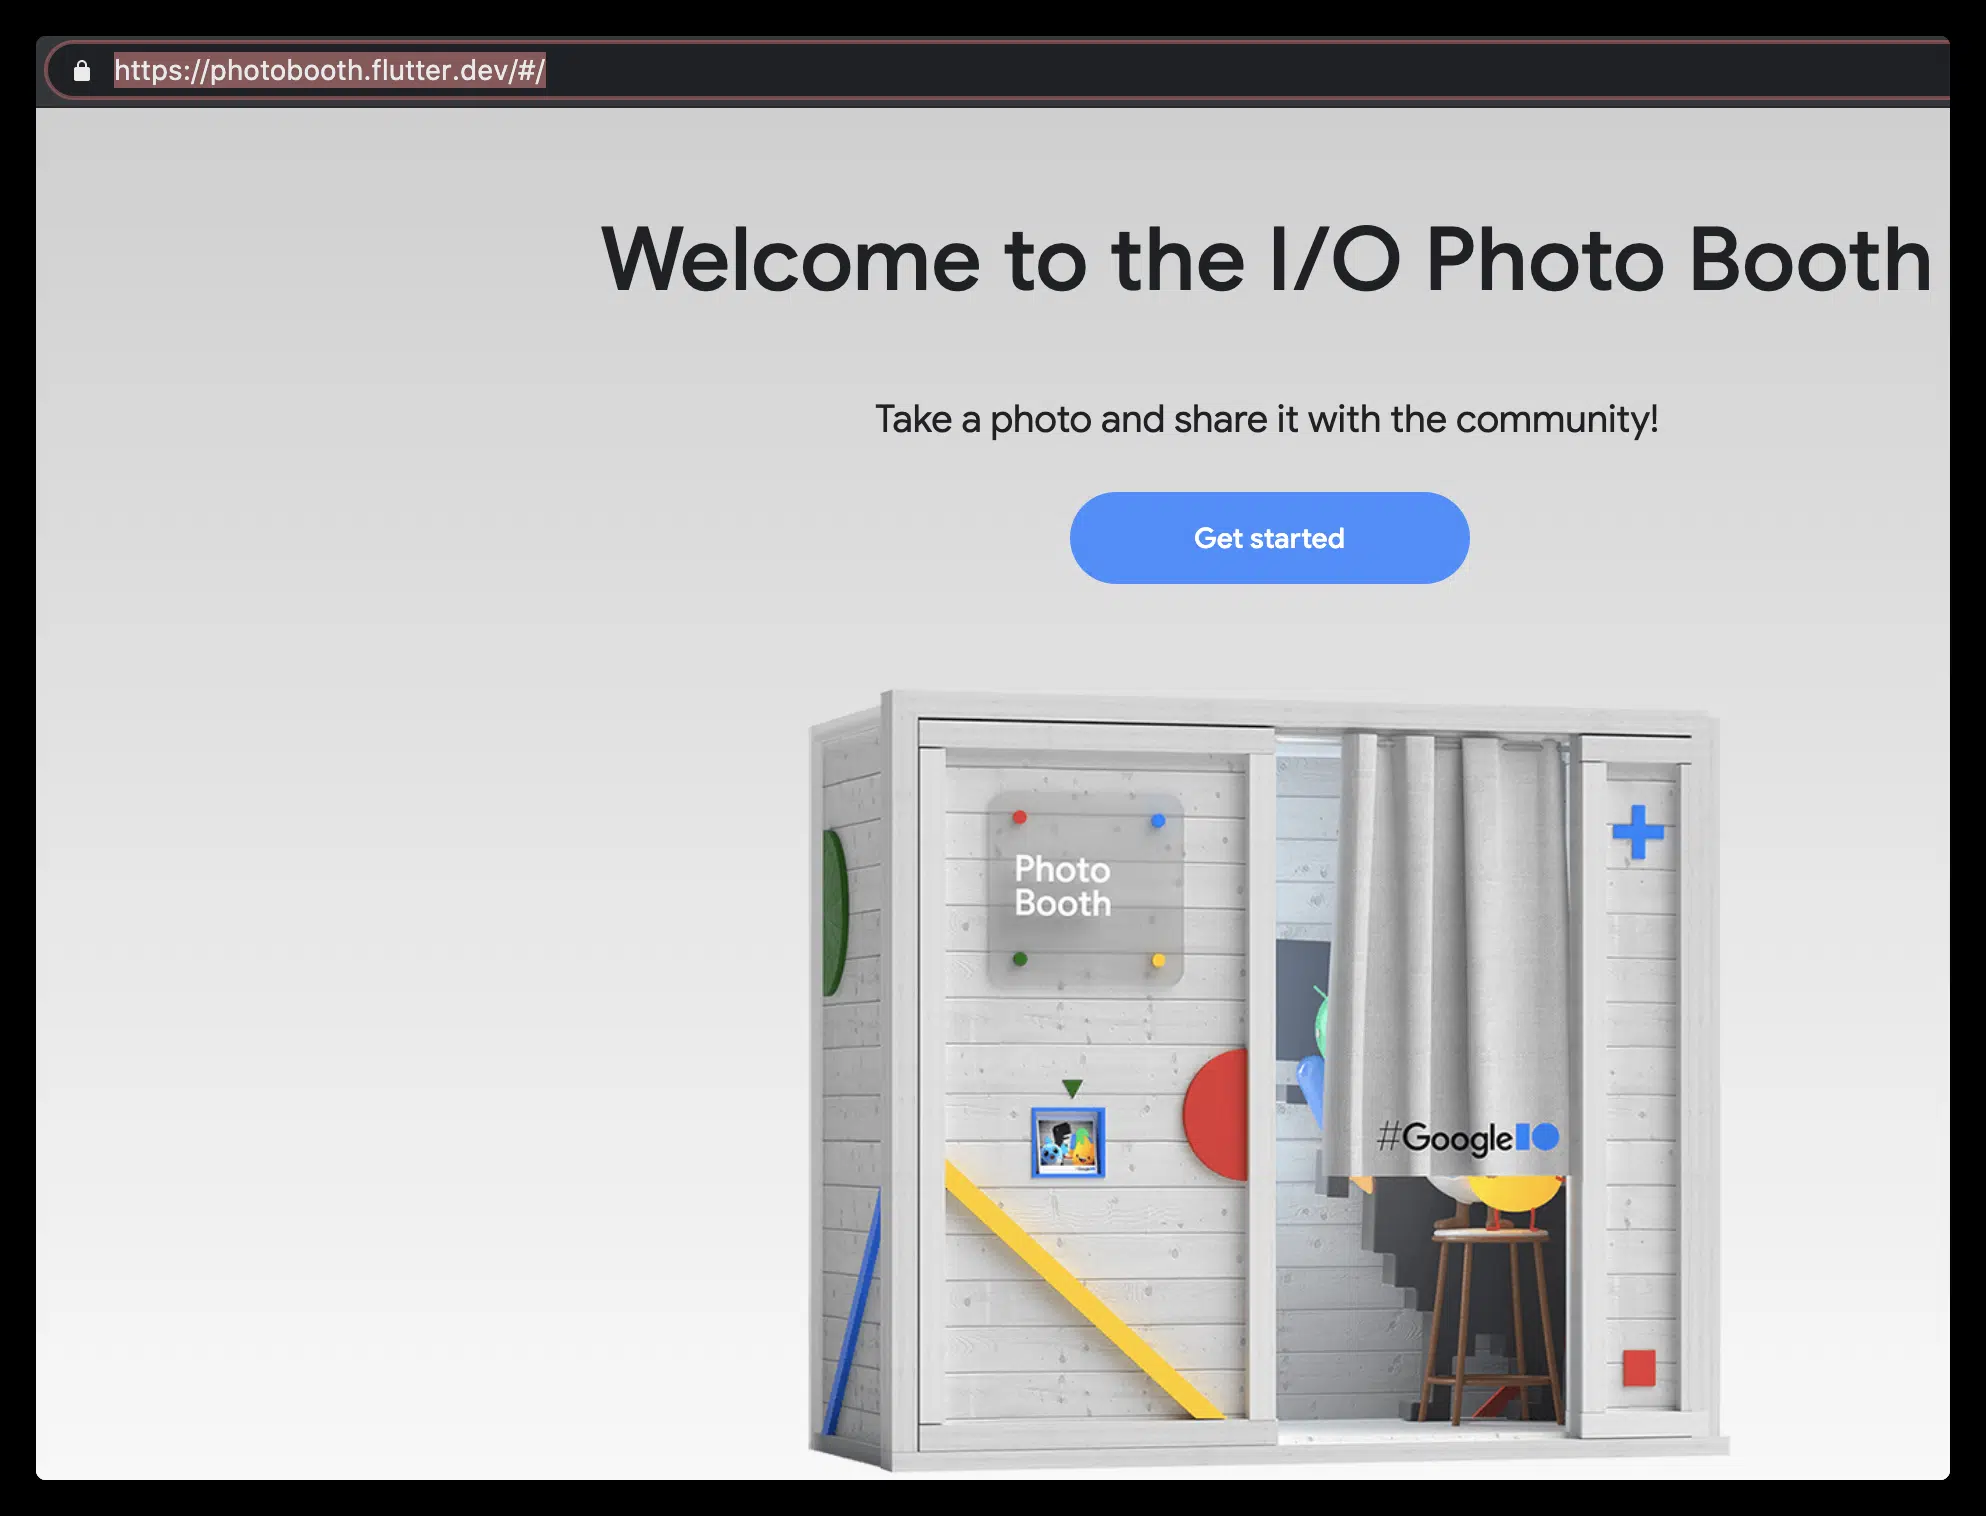 https://photobooth.flutter.dev/#/
Welcome to the I/O Photo Booth
Take a photo and share it with the community!
Get started
Photo
Booth
#GoogleIO